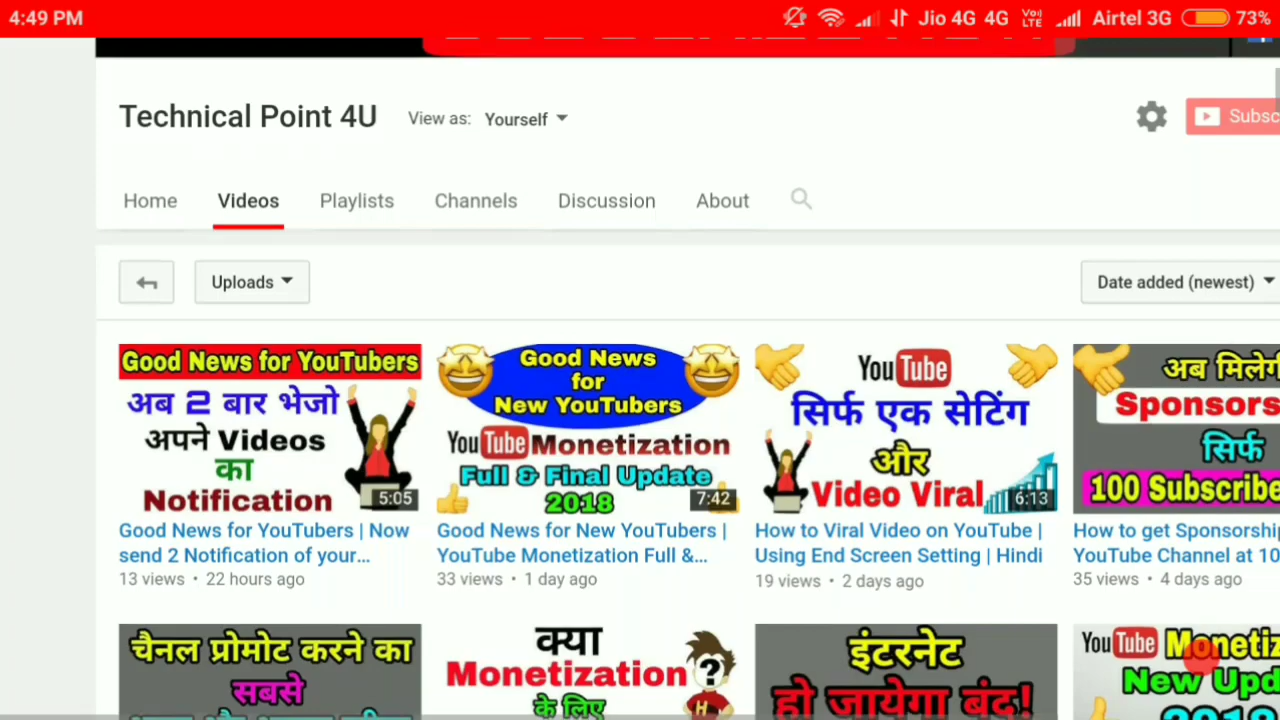 4:49 PM
Jio 4G 4G VoLTE Airtel 3G 73%
Technical Point 4U View as: Yourself
Home Videos Playlists Channels Discussion About
Uploads Date added (newest)
Good News for YouTubers
अब 2 बार भेजो
अपने Videos
का
Notification
5:05
Good News for YouTubers | Now
send 2 Notification of your...
13 views • 22 hours ago
Good News
for
New YouTubers
YouTube Monetization
Full & Final Update
2018
7:42
Good News for New YouTubers |
YouTube Monetization Full &...
33 views • 1 day ago
YouTube
सिर्फ एक सेटिंग
और
Video Viral
6:13
How to Viral Video on YouTube |
Using End Screen Setting | Hindi
19 views • 2 days ago
अब
सिर्फ
100
How to get
YouTube Channel at
35 views • 4 days ago
चैनल प्रोमोट करने का
सबसे
क्या
Monetization
के लिए
?
H
इंटरनेट
हो जायेगा बंद!
YouTube
New